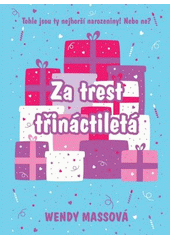 Tohle jsou ty nejhorší narozeniny! Nebo ne?
Za trest
třináctiletá
WENDY MASSOVÁ